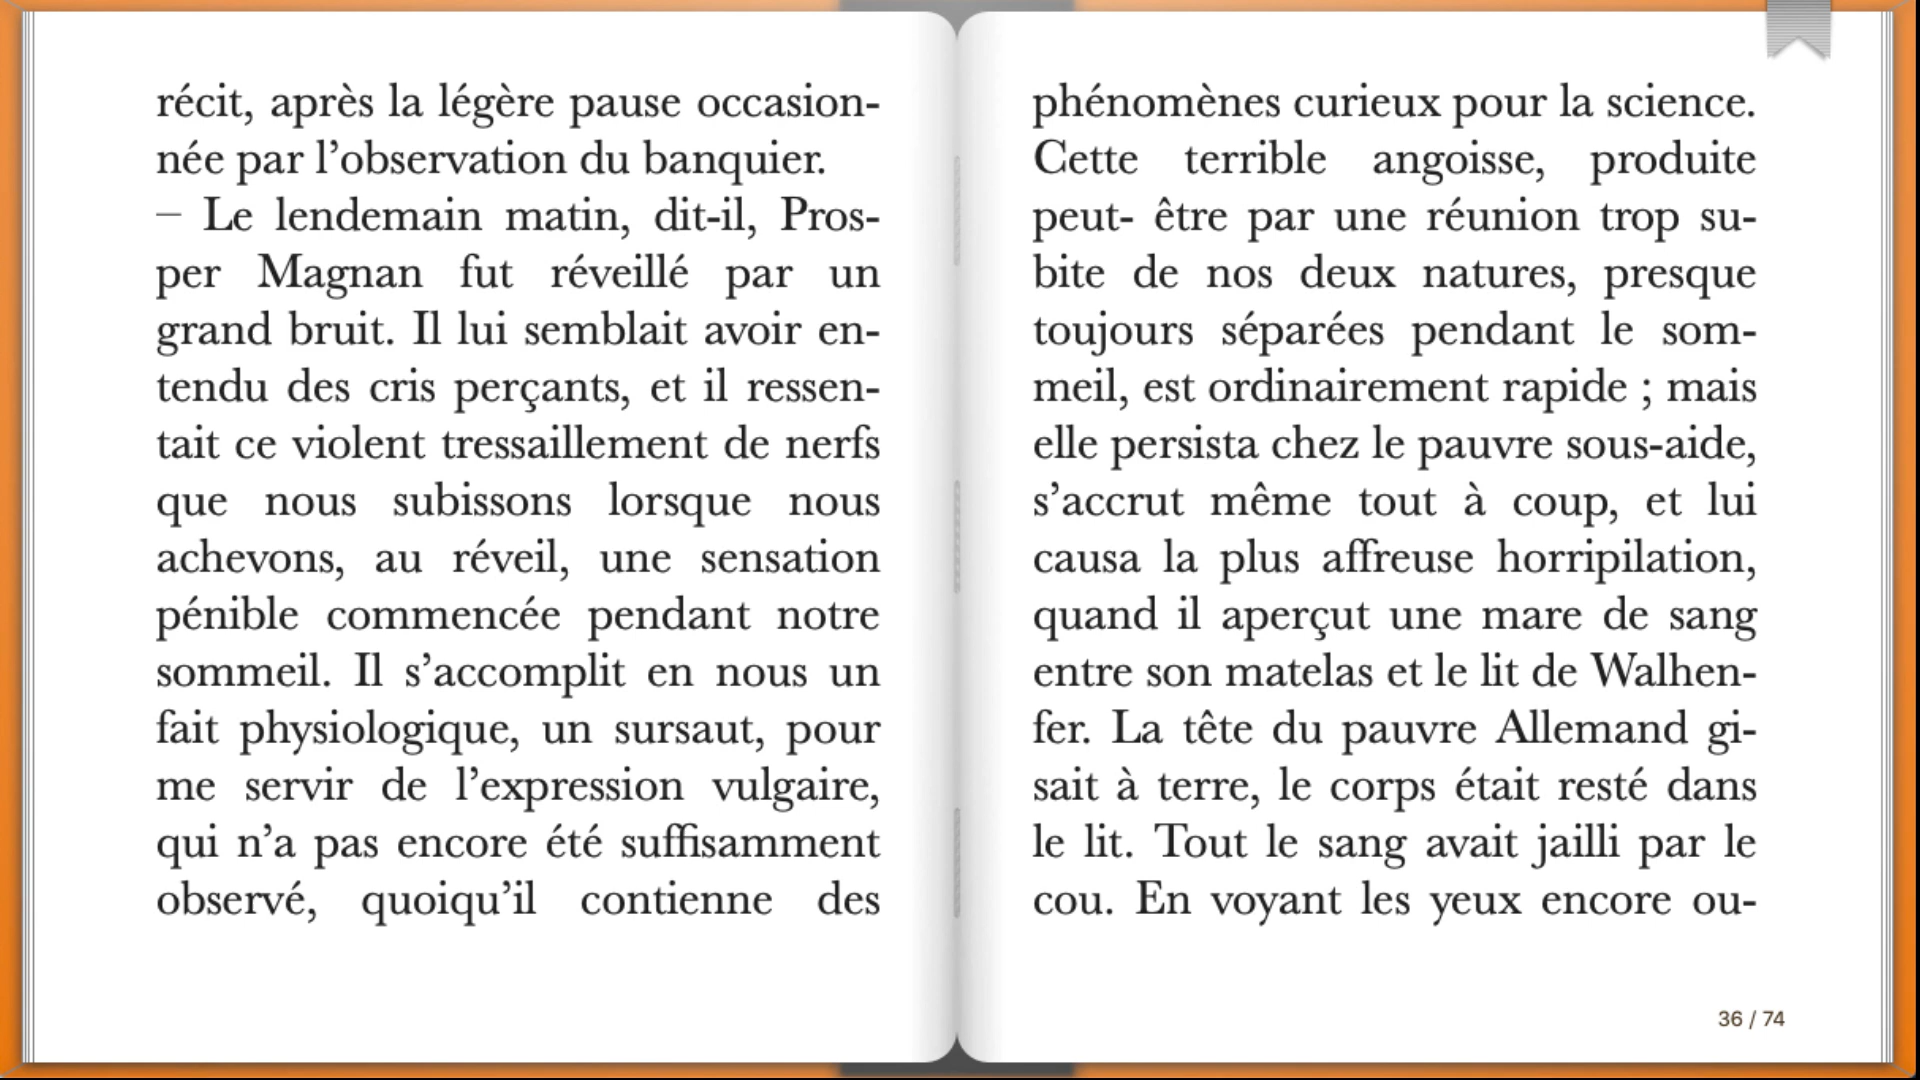 récit, après la légère pause occasion-
née par l’observation du banquier.
– Le lendemain matin, dit-il, Pros-
per Magnan fut réveillé par un
grand bruit. Il lui semblait avoir en-
tendu des cris perçants, et il ressen-
tait ce violent tressaillement de nerfs
que nous subissons lorsque nous
achevons, au réveil, une sensation
pénible commencée pendant notre
sommeil. Il s’accomplit en nous un
fait physiologique, un sursaut, pour
me servir de l’expression vulgaire,
qui n’a pas encore été suffisamment
observé, quoiqu’il contienne des
phénomènes curieux pour la science.
Cette terrible angoisse, produite
peut- être par une réunion trop su-
bite de nos deux natures, presque
toujours séparées pendant le som-
meil, est ordinairement rapide ; mais
elle persista chez le pauvre sous-aide,
s’accrut même tout à coup, et lui
causa la plus affreuse horripilation,
quand il aperçut une mare de sang
entre son matelas et le lit de Walhen-
fer. La tête du pauvre Allemand gi-
sait à terre, le corps était resté dans
le lit. Tout le sang avait jailli par le
cou. En voyant les yeux encore ou-
36 / 74